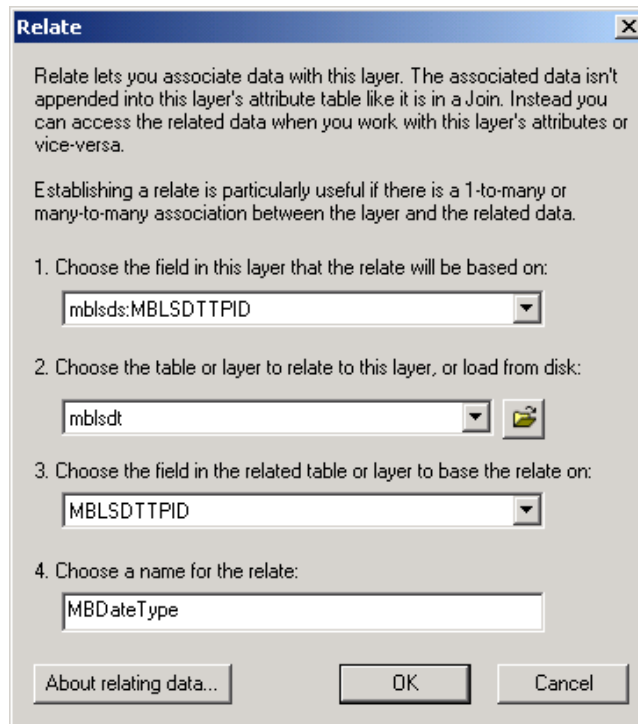 Relate
Relate lets you associate data with this layer. The associated data isn't
appended into this layer's attribute table like it is in a Join. Instead you
can access the related data when you work with this layer's attributes or
vice-versa.
Establishing a relate is particularly useful if there is a 1-to-many or
many-to-many association between the layer and the related data.
1. Choose the field in this layer that the relate will be based on:
mblsds:MBLSDTTPID
2. Choose the table or layer to relate to this layer, or load from disk:
mblsdt
3. Choose the field in the related table or layer to base the relate on:
MBLSDTTPID
4. Choose a name for the relate:
MBDateType
About relating data... OK Cancel